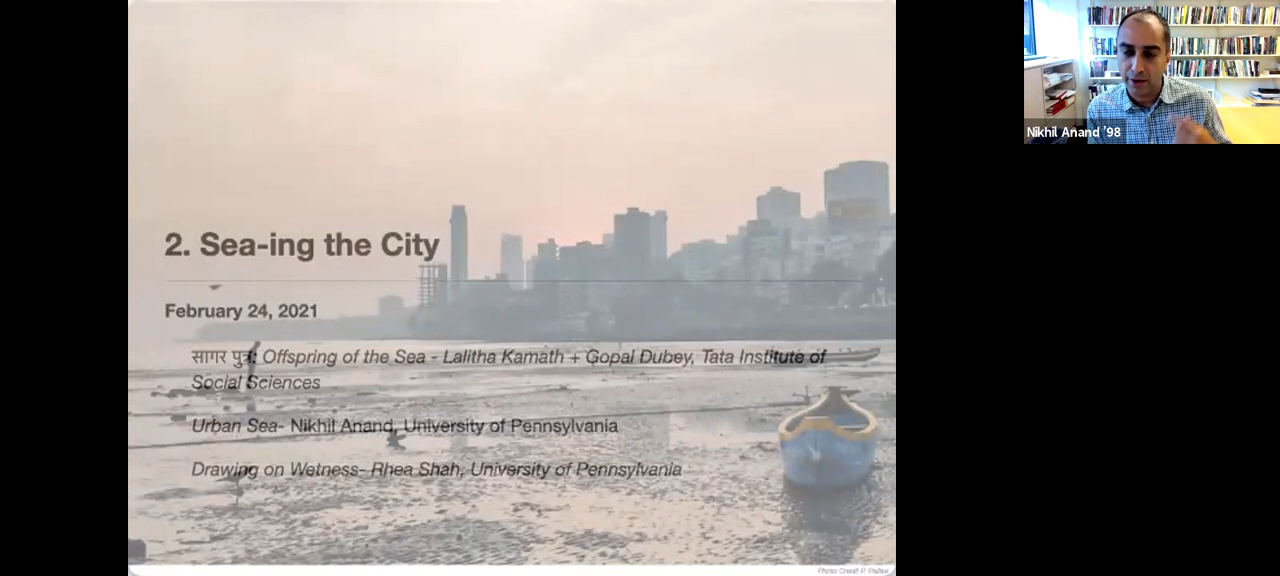 2. Sea-ing the City
February 24, 2021
सागर पुत्र: Offspring of the Sea - Lalitha Kamath + Gopal Dubey, Tata Institute of
Social Sciences
Urban Sea- Nikhil Anand, University of Pennsylvania
Drawing on Wetness- Rhea Shah, University of Pennsylvania
Nikhil Anand '98